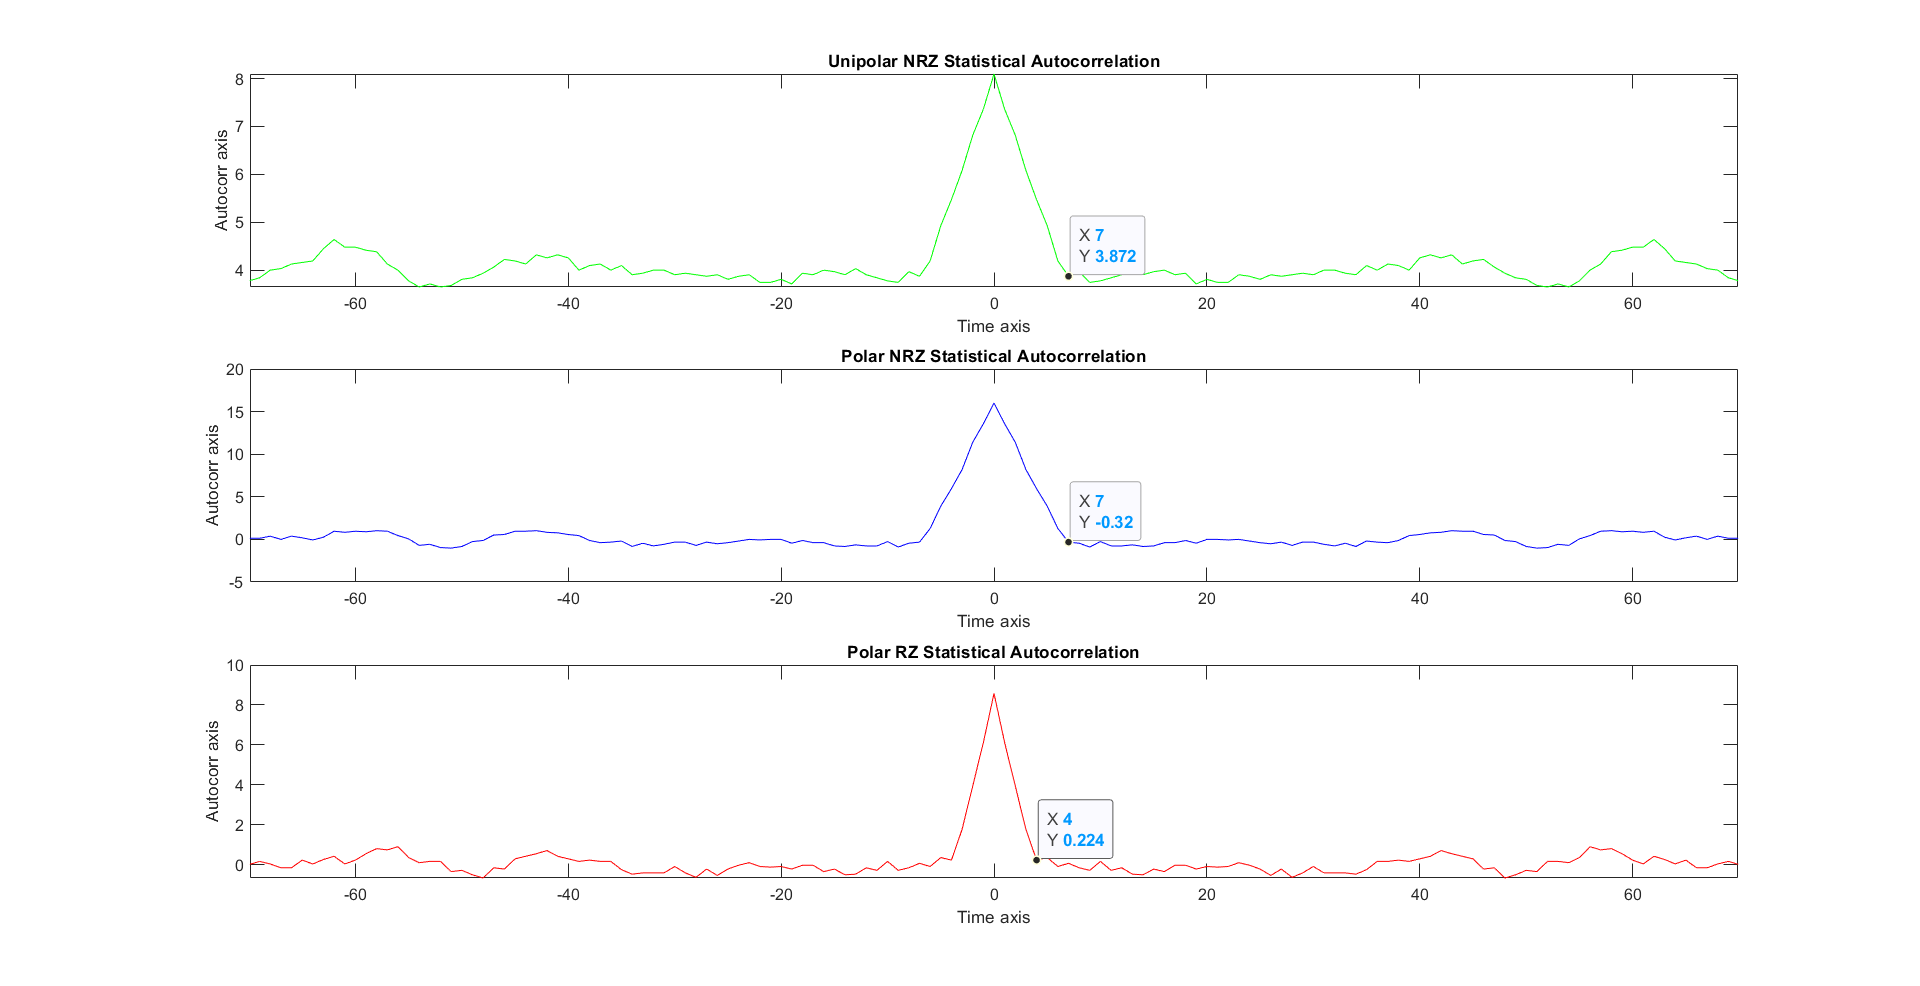 Unipolar NRZ Statistical Autocorrelation
Autocorr axis
8
7
6
5
4
X 7
Y 3.872
-60 -40 -20 0 20 40 60
Time axis
Polar NRZ Statistical Autocorrelation
Autocorr axis
20
15
10
5
0
-5
X 7
Y -0.32
-60 -40 -20 0 20 40 60
Time axis
Polar RZ Statistical Autocorrelation
Autocorr axis
10
8
6
4
2
0
X 4
Y 0.224
-60 -40 -20 0 20 40 60
Time axis